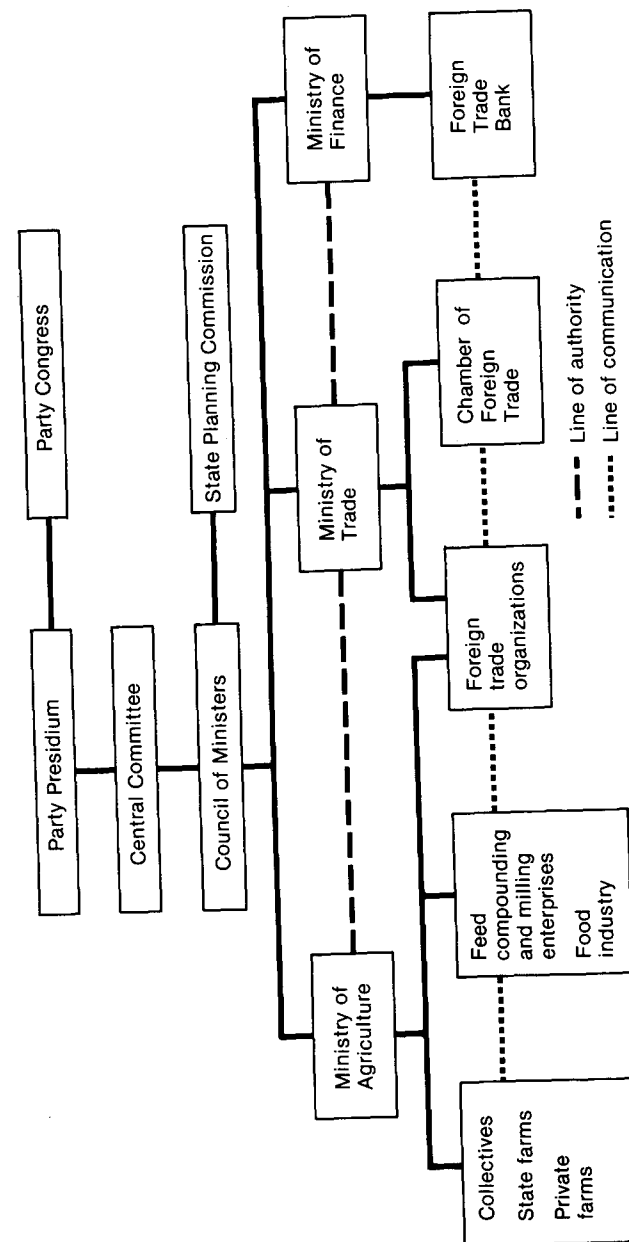 Party Presidium
Party Congress
Central Committee
Council of Ministers
State Planning Commission
Ministry of
Agriculture
Ministry of
Trade
Ministry of
Finance
Collectives
State farms
Private
farms
Feed
compounding
and milling
enterprises
Food
industry
Foreign
trade
organizations
Chamber of
Foreign
Trade
Foreign
Trade
Bank
Line of authority
Line of communication